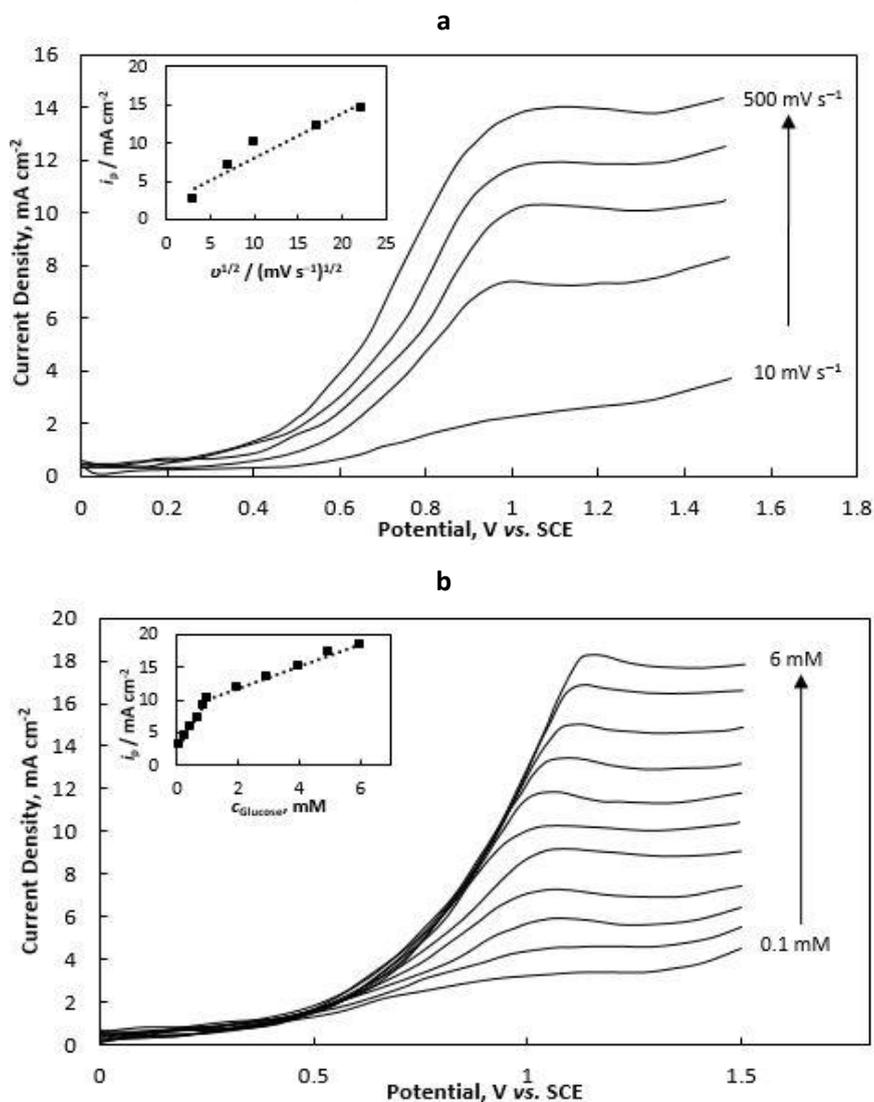 a
16
14
12
10
8
6
4
2
0
Current Density, mA cm⁻²
0 0.2 0.4 0.6 0.8 1 1.2 1.4 1.6 1.8
Potential, V vs. SCE
20
15
10
5
0
iₚ / mA cm⁻²
0 5 10 15 20 25
υ¹/² / (mV s⁻¹)¹/²
500 mV s⁻¹
10 mV s⁻¹
b
20
18
16
14
12
10
8
6
4
2
0
Current Density, mA cm⁻²
0 0.5 1 1.5
Potential, V vs. SCE
20
15
10
5
0
iₚ / mA cm⁻²
0 2 4 6
c_Glucose, mM
6 mM
0.1 mM